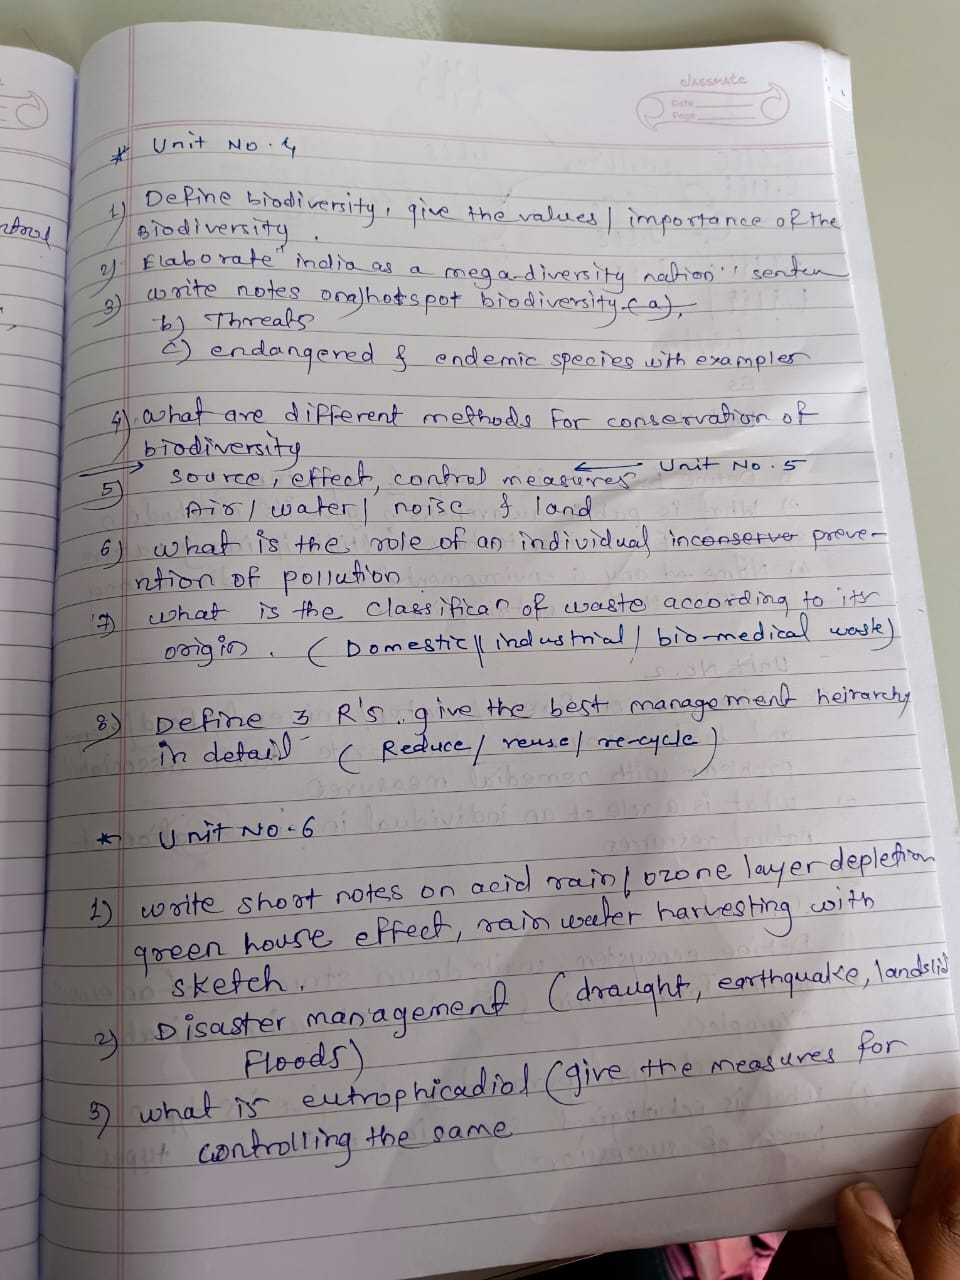 classmate
Date
Page
* Unit No. 4
1) Define biodiversity, give the values / importance of the
Biodiversity.
2) Elaborate "india as a mega-diversity nation" senten
3) write notes on a) hotspot biodiversity (a),
b) Threats
c) endangered & endemic species with examples
4) what are different methods for conservation of
biodiversity
← Unit No. 5
5) source, effect, control measures
Air / water / noise & land
6) what is the role of an individual inconserve preve-
ntion of pollution
7) what is the classifican of waste according to its
origin. ( Domestic // industrial / bio-medical waste)
8) Define 3 R's. give the best management heirarchy
in detail ( Reduce / reuse / re-cycle )
* Unit No-6
1) write short notes on acid rain / ozone layer depletion
green house effect, rain water harvesting with
sketch.
2) Disaster management ( draught, earthquake, landslid
floods)
3) what is eutrophicadiol (give the measures for
controlling the same
ntrol